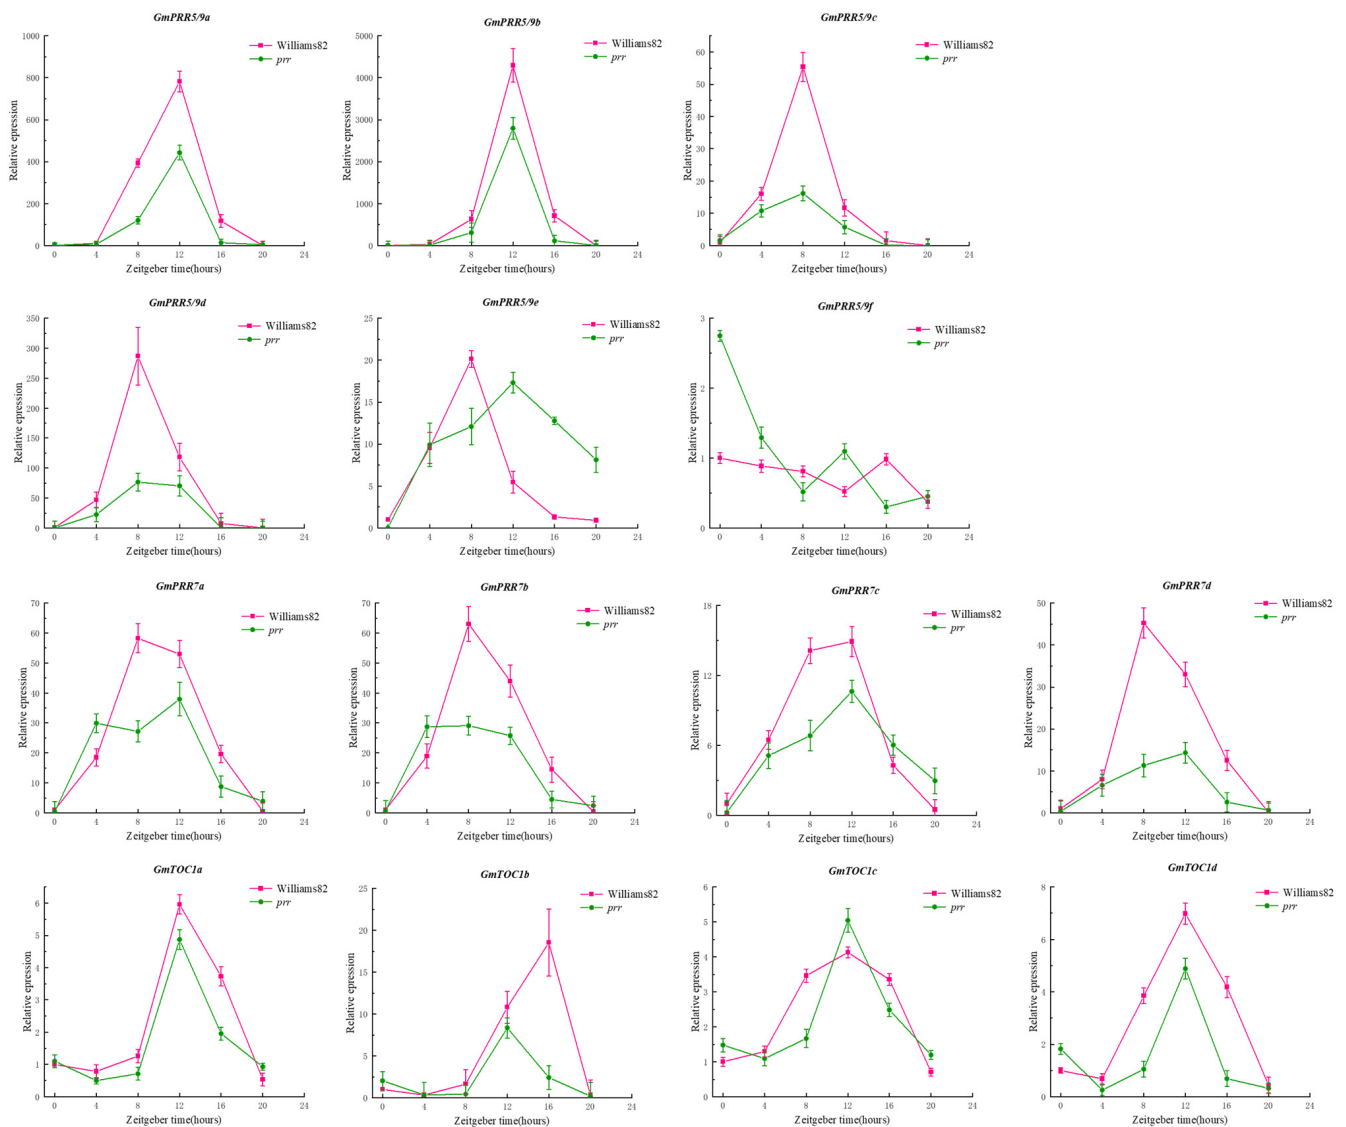 GmPRR5/9a
Williams82
prr
Relative epression
1000
800
600
400
200
0
0 4 8 12 16 20 24
Zeitgeber time(hours)
GmPRR5/9b
Williams82
prr
Relative epression
5000
4000
3000
2000
1000
0
0 4 8 12 16 20 24
Zeitgeber time(hours)
GmPRR5/9c
Williams82
prr
Relative epression
60
50
40
30
20
10
0
0 4 8 12 16 20 24
Zeitgeber time(hours)
GmPRR5/9d
Williams82
prr
Relative epression
350
300
250
200
150
100
50
0
0 4 8 12 16 20 24
Zeitgeber time(hours)
GmPRR5/9e
Williams82
prr
Relative epression
25
20
15
10
5
0
0 4 8 12 16 20 24
Zeitgeber time(hours)
GmPRR5/9f
Williams82
prr
Relative epression
3
2
1
0
0 4 8 12 16 20 24
Zeitgeber time(hours)
GmPRR7a
Williams82
prr
Relative epression
70
60
50
40
30
20
10
0
0 4 8 12 16 20 24
Zeitgeber time(hours)
GmPRR7b
Williams82
prr
Relative epression
70
60
50
40
30
20
10
0
0 4 8 12 16 20 24
Zeitgeber time(hours)
GmPRR7c
Williams82
prr
Relative epression
18
12
6
0
0 4 8 12 16 20 24
Zeitgeber time(hours)
GmPRR7d
Williams82
prr
Relative epression
50
40
30
20
10
0
0 4 8 12 16 20 24
Zeitgeber time(hours)
GmTOC1a
Williams82
prr
Relative epression
6
5
4
3
2
1
0
0 4 8 12 16 20 24
Zeitgeber time(hours)
GmTOC1b
Williams82
prr
Relative epression
25
20
15
10
5
0
0 4 8 12 16 20 24
Zeitgeber time(hours)
GmTOC1c
Williams82
prr
Relative epression
6
5
4
3
2
1
0
0 4 8 12 16 20 24
Zeitgeber time(hours)
GmTOC1d
Williams82
prr
Relative epression
8
6
4
2
0
0 4 8 12 16 20 24
Zeitgeber time(hours)